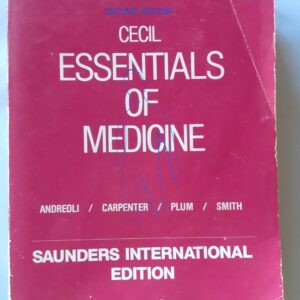 SECOND EDITION
CECIL
ESSENTIALS
OF
MEDICINE
ANDREOLI / CARPENTER / PLUM / SMITH
SAUNDERS INTERNATIONAL
EDITION